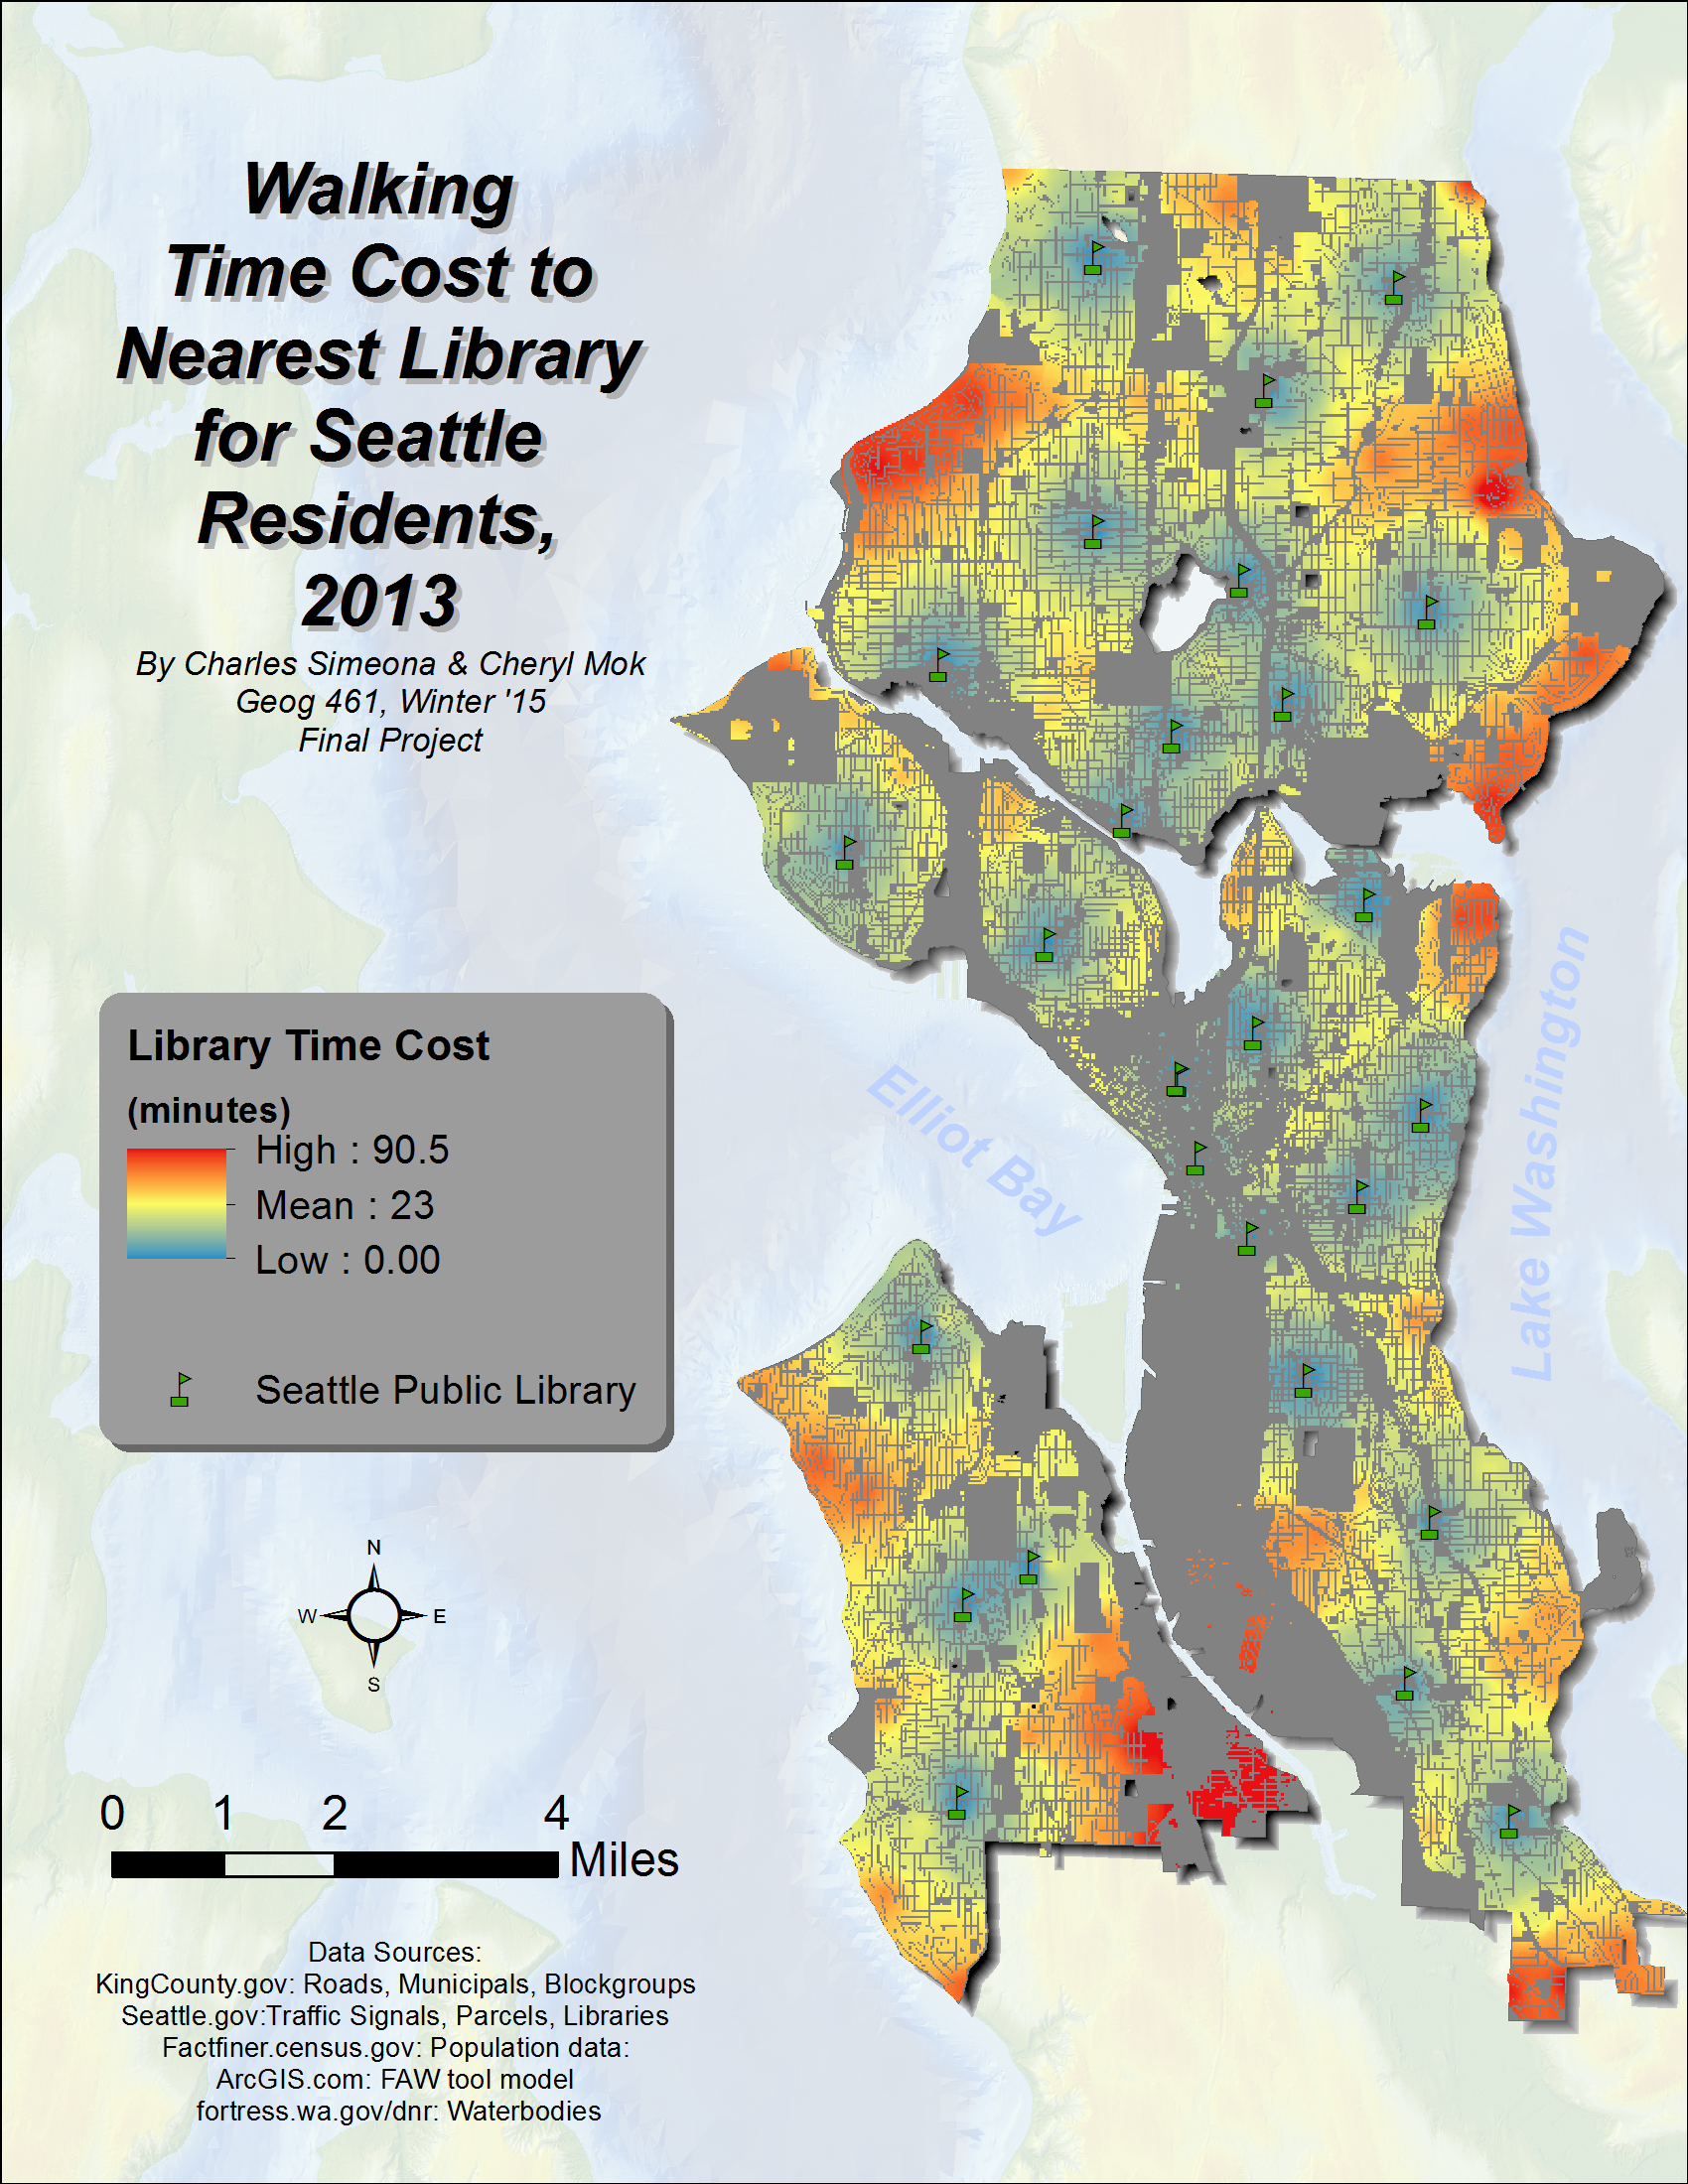 Walking
Time Cost to
Nearest Library
for Seattle
Residents,
2013
By Charles Simeona & Cheryl Mok
Geog 461, Winter '15
Final Project
Library Time Cost
(minutes)
High : 90.5
Mean : 23
Low : 0.00
Seattle Public Library
Elliot Bay
Lake Washington
N
W
E
S
0 1 2 4
Miles
Data Sources:
KingCounty.gov: Roads, Municipals, Blockgroups
Seattle.gov:Traffic Signals, Parcels, Libraries
Factfiner.census.gov: Population data:
ArcGIS.com: FAW tool model
fortress.wa.gov/dnr: Waterbodies